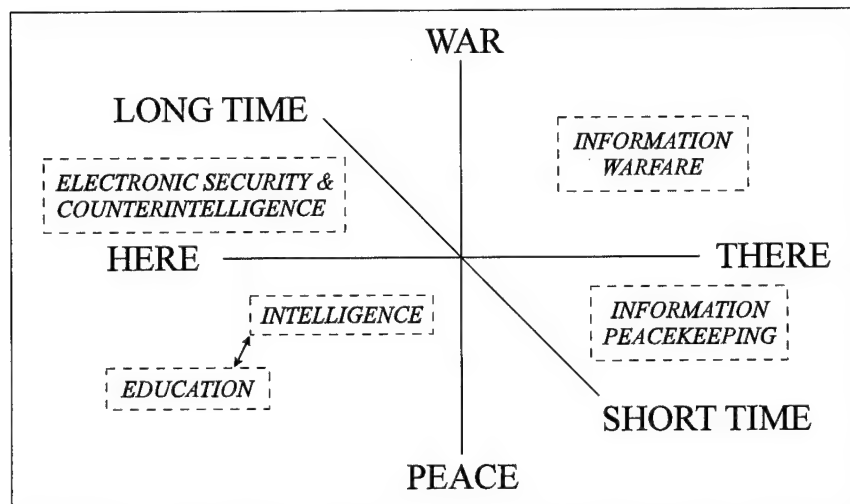 WAR
LONG TIME
INFORMATION
WARFARE
ELECTRONIC SECURITY &
COUNTERINTELLIGENCE
HERE
THERE
INTELLIGENCE
INFORMATION
PEACEKEEPING
EDUCATION
SHORT TIME
PEACE